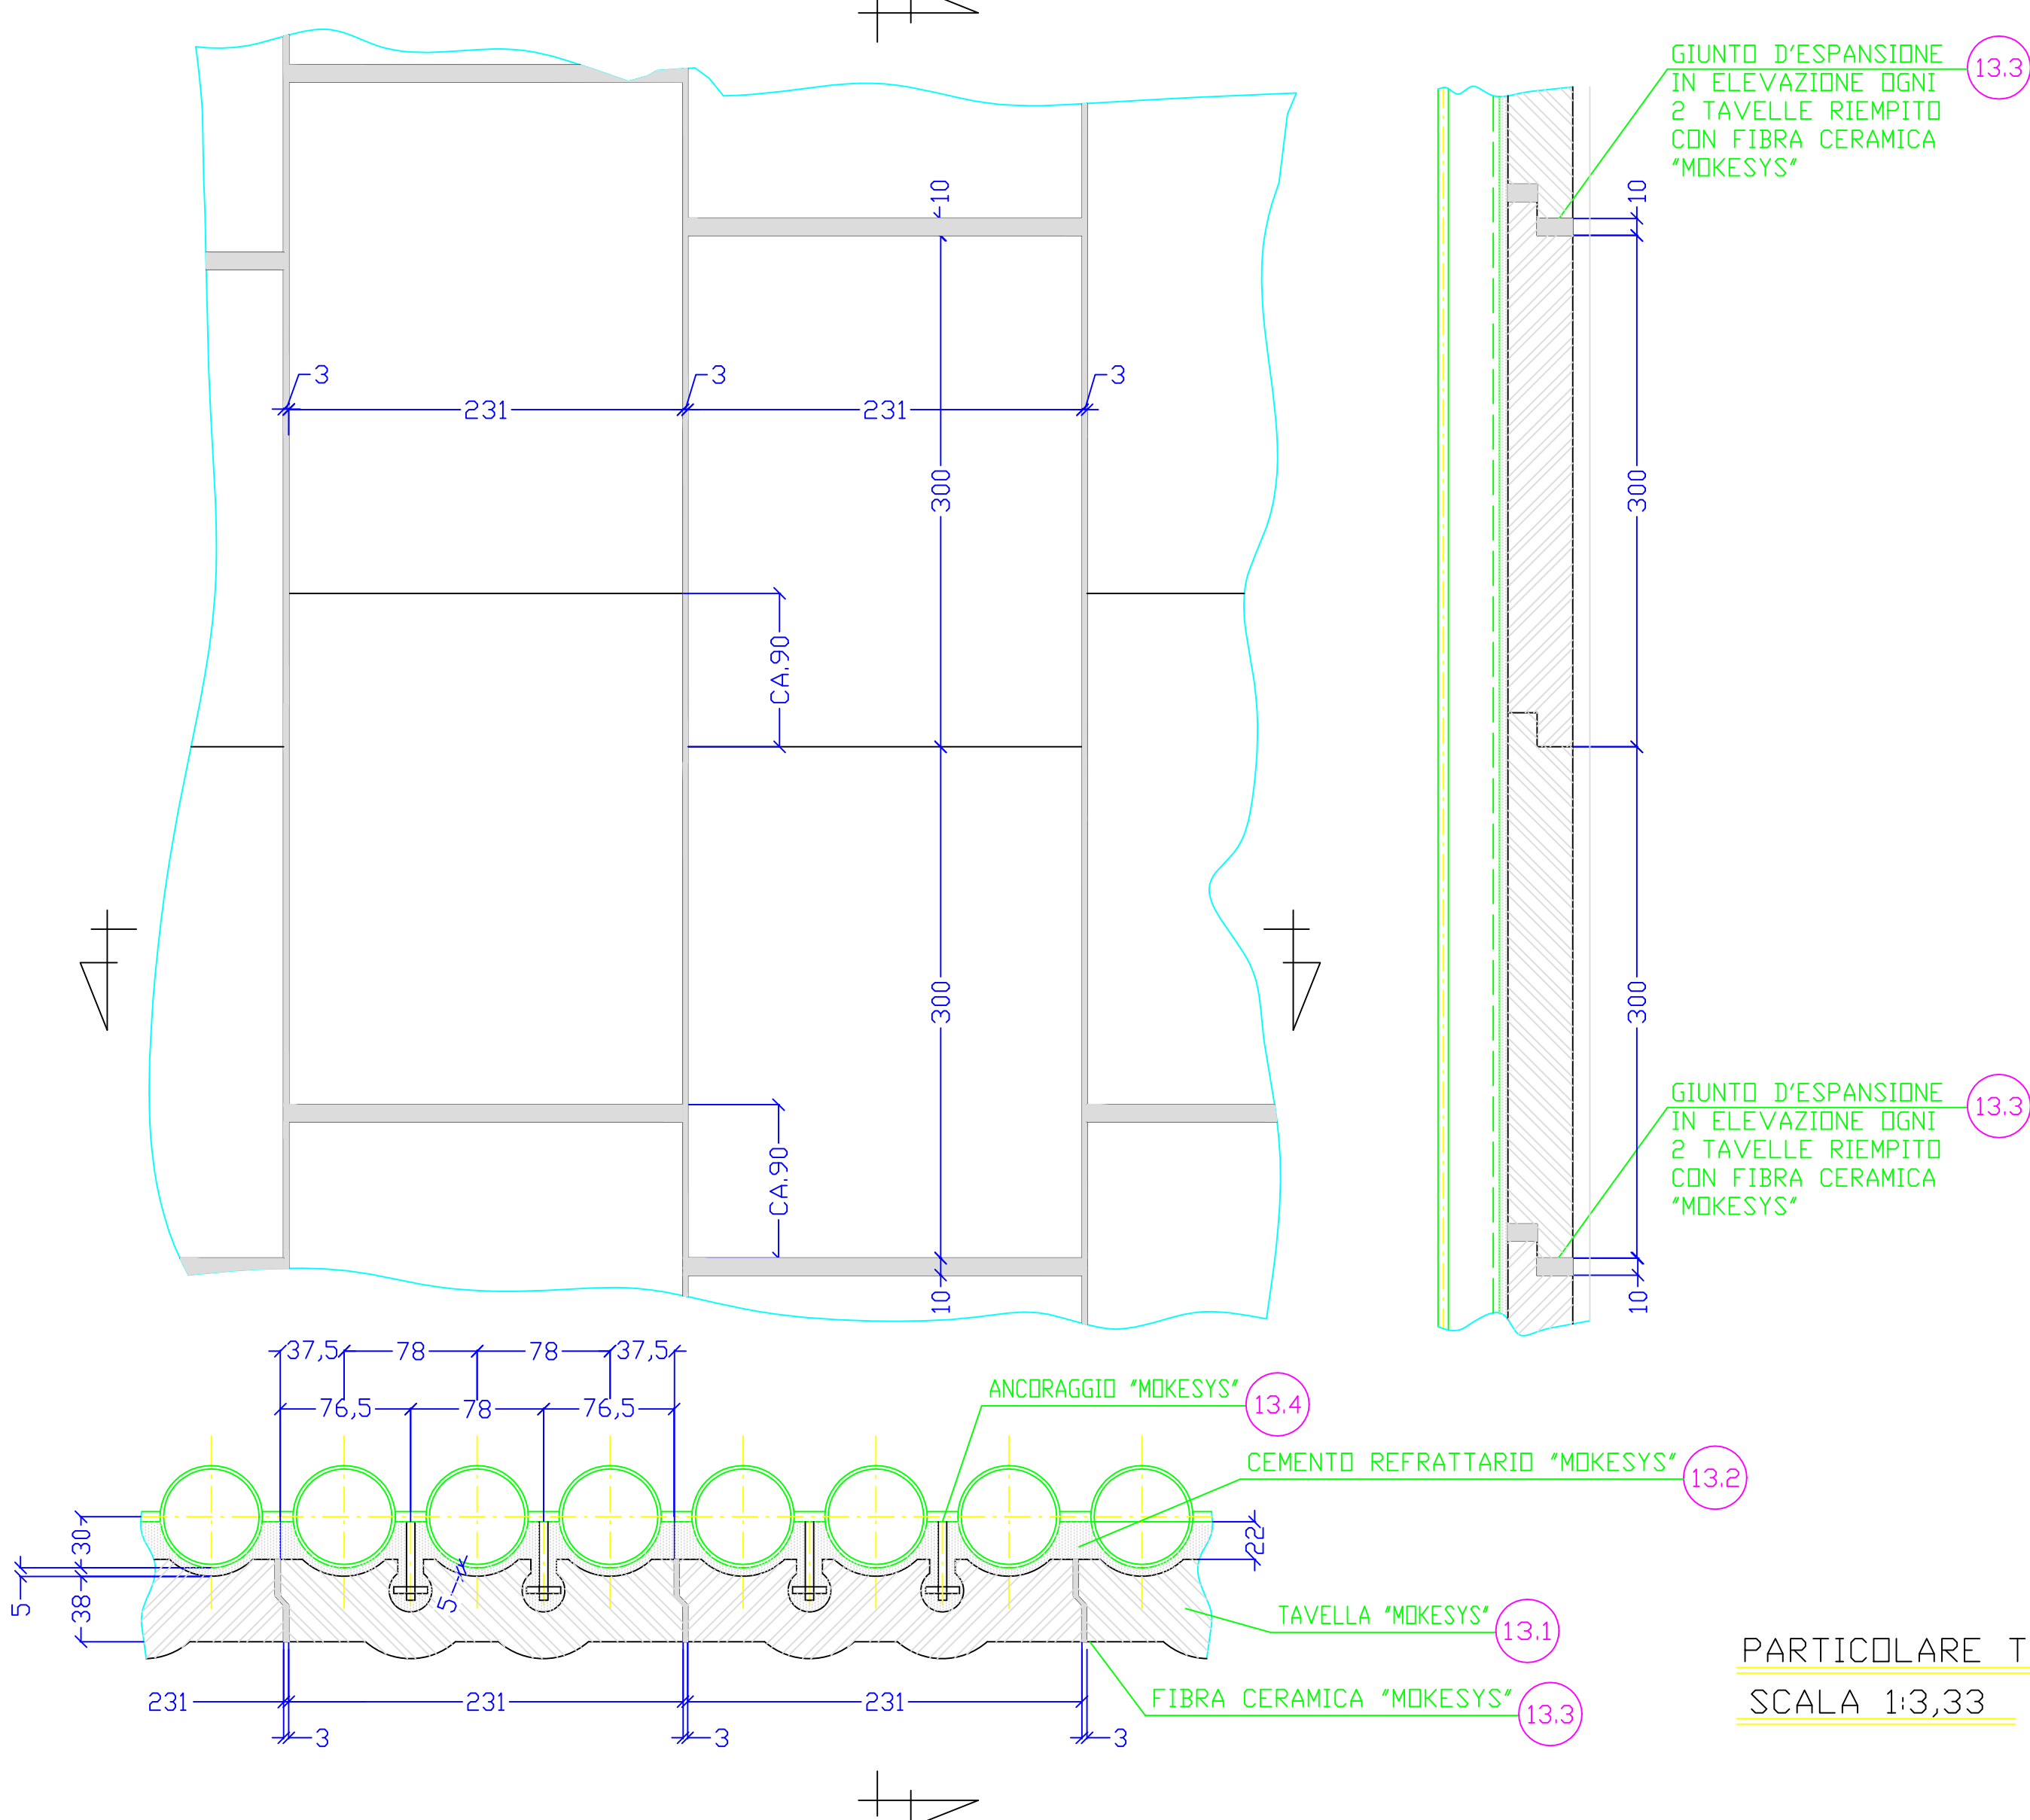 GIUNTO D'ESPANSIONE
IN ELEVAZIONE OGNI
2 TAVELLE RIEMPITO
CON FIBRA CERAMICA
"MOKESYS"
13.3
10
10
3
3
3
231
231
300
300
CA.90
300
300
CA.90
GIUNTO D'ESPANSIONE
IN ELEVAZIONE OGNI
2 TAVELLE RIEMPITO
CON FIBRA CERAMICA
"MOKESYS"
13.3
10
10
37,5
78
78
37,5
76,5
78
76,5
ANCORAGGIO "MOKESYS"
13.4
CEMENTO REFRATTARIO "MOKESYS"
13.2
30
22
5
38
5
TAVELLA "MOKESYS"
13.1
FIBRA CERAMICA "MOKESYS"
13.3
231
231
231
3
3
3
PARTICOLARE T
SCALA 1:3,33